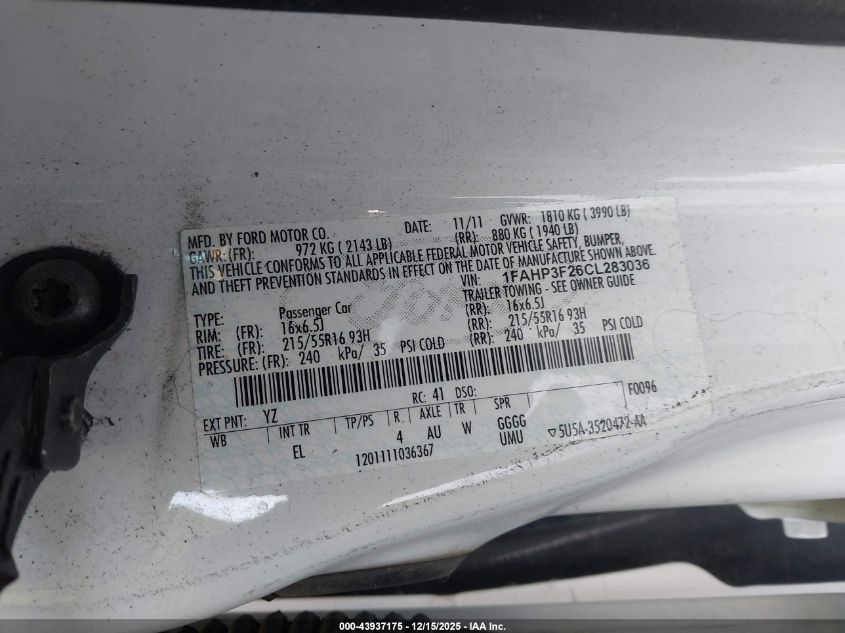 MFD. BY FORD MOTOR CO. DATE: 11/11 GVWR: 1810 KG ( 3990 LB)
GAWR: (FR): 972 KG ( 2143 LB) (RR): 880 KG ( 1940 LB)
THIS VEHICLE CONFORMS TO ALL APPLICABLE FEDERAL MOTOR VEHICLE SAFETY, BUMPER,
AND THEFT PREVENTION STANDARDS IN EFFECT ON THE DATE OF MANUFACTURE SHOWN ABOVE.
VIN: 1FAHP3F26CL283036
TYPE: Passenger Car TRAILER TOWING - SEE OWNER GUIDE
RIM: (FR): 16x6.5J (RR): 16x6.5J
TIRE: (FR): 215/55R16 93H (RR): 215/55R16 93H
PRESSURE: (FR): 240 kPa/ 35 PSI COLD (RR): 240 kPa/ 35 PSI COLD
F0096
EXT PNT: YZ RC: 41 DSO:
WB INT TR TP/PS R. AXLE TR SPR
EL 4 AU W GGGG
UMU
1201111036367 5U5A-3520472-AA
000-43937175 - 12/15/2025 - IAA Inc.